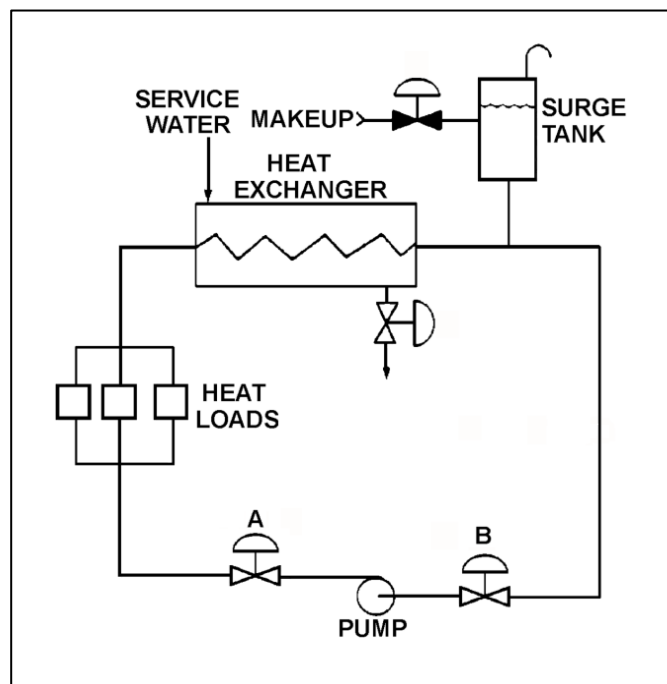 SERVICE
WATER
MAKEUP
SURGE
TANK
HEAT
EXCHANGER
HEAT
LOADS
A
B
PUMP